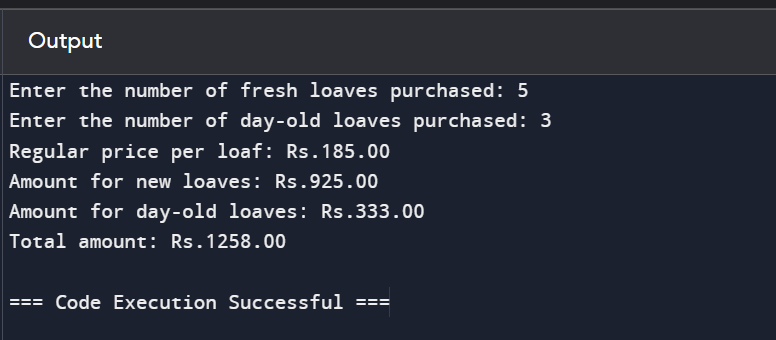 Output
Enter the number of fresh loaves purchased: 5
Enter the number of day-old loaves purchased: 3
Regular price per loaf: Rs.185.00
Amount for new loaves: Rs.925.00
Amount for day-old loaves: Rs.333.00
Total amount: Rs.1258.00
=== Code Execution Successful ===